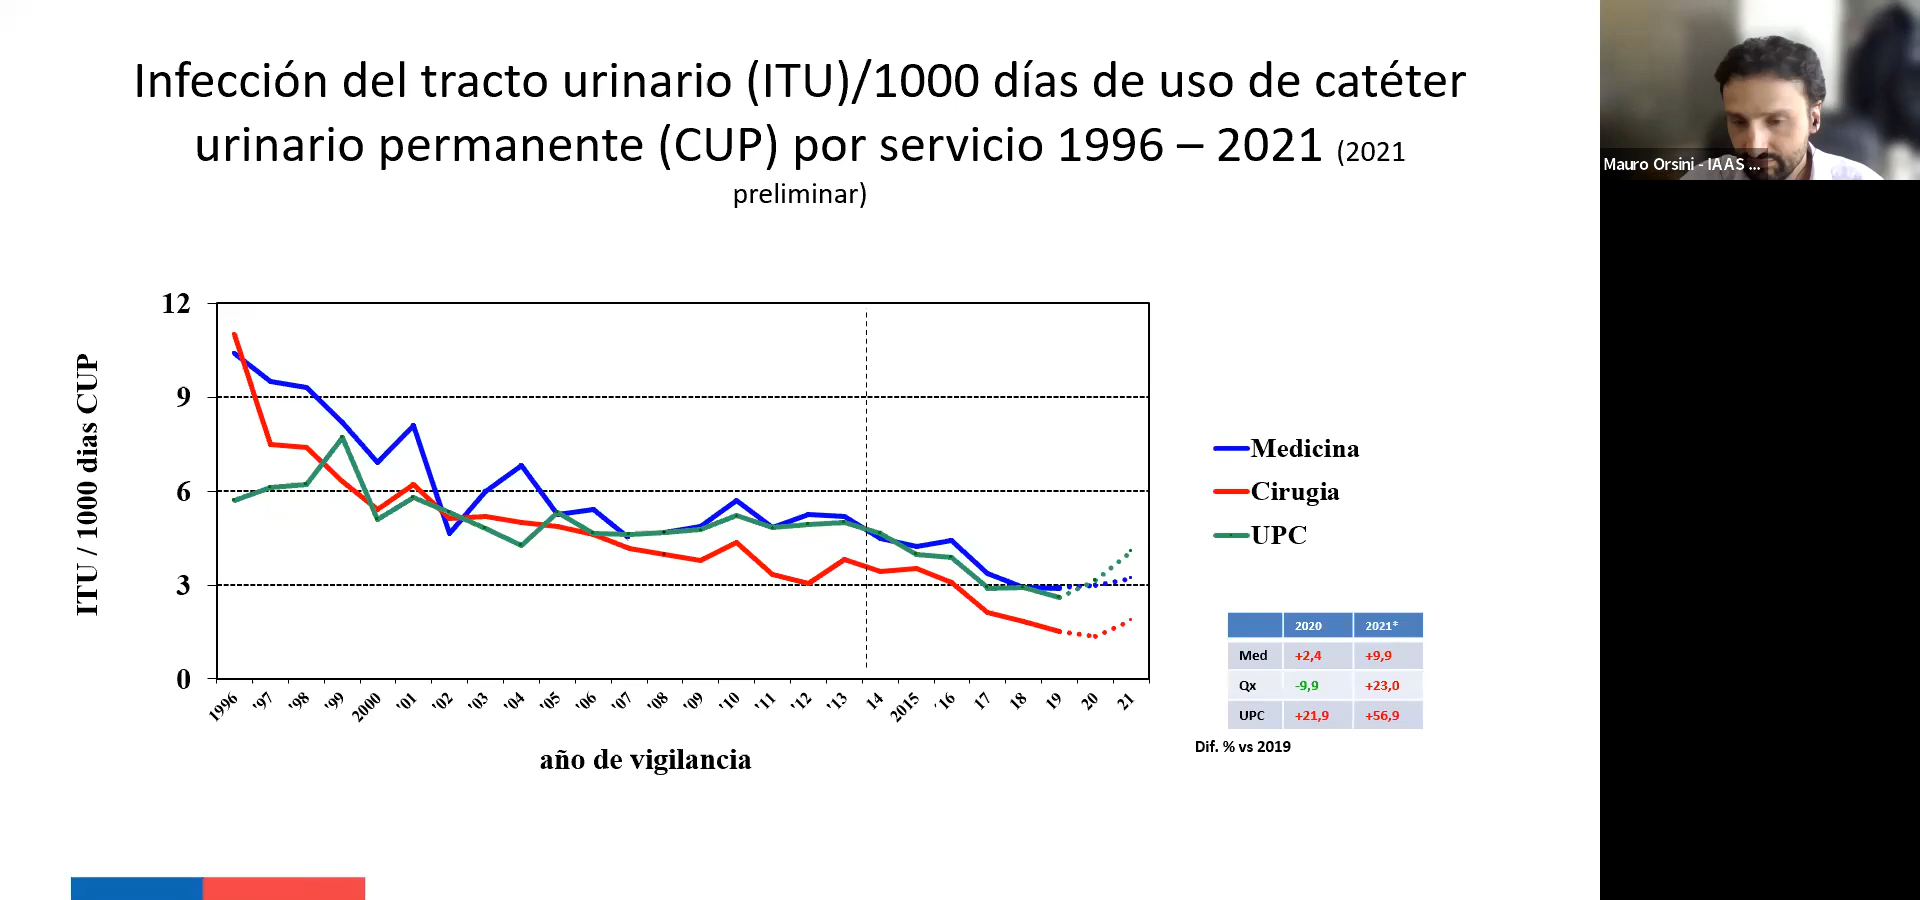 Infección del tracto urinario (ITU)/1000 días de uso de catéter
urinario permanente (CUP) por servicio 1996 – 2021 (2021
preliminar)
Mauro Orsini - IAAS ...
12
9
6
3
0
ITU / 1000 dias CUP
1996 '97 '98 '99 2000 '01 '02 '03 '04 '05 '06 '07 '08 '09 '10 '11 '12 '13 14 2015 ´16 17 18 19 20 21
año de vigilancia
Medicina
Cirugia
UPC
2020 2021*
Med +2,4 +9,9
Qx -9,9 +23,0
UPC +21,9 +56,9
Dif. % vs 2019